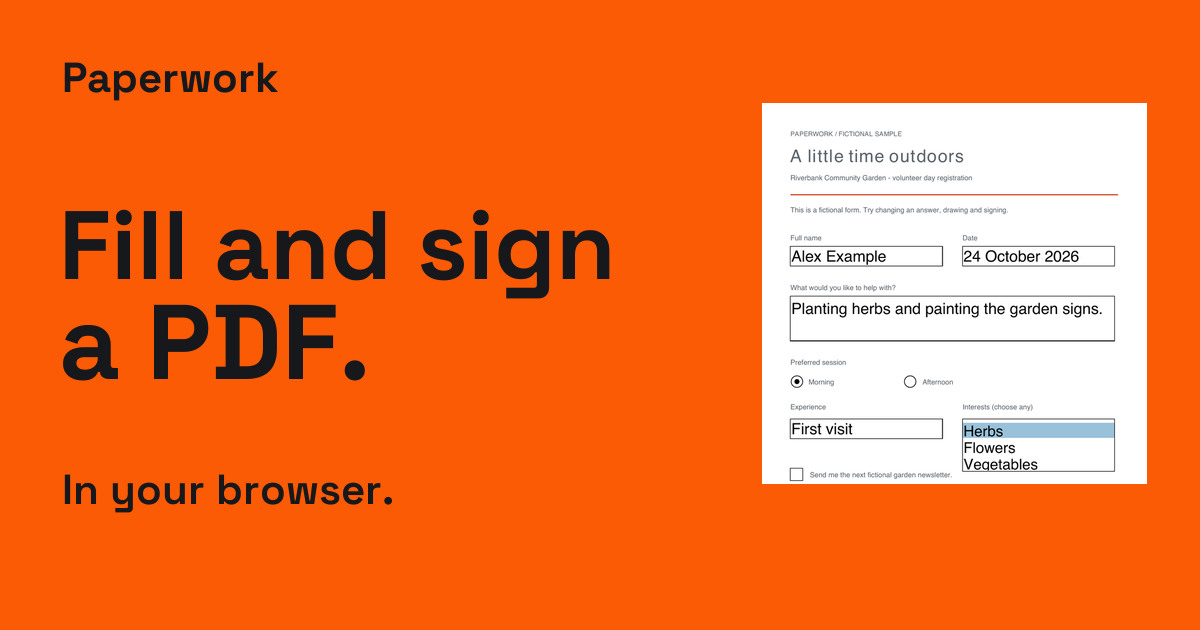 Paperwork
Fill and sign
a PDF.
In your browser.
PAPERWORK / FICTIONAL SAMPLE
A little time outdoors
Riverbank Community Garden - volunteer day registration
This is a fictional form. Try changing an answer, drawing and signing.
Full name
Date
Alex Example
24 October 2026
What would you like to help with?
Planting herbs and painting the garden signs.
Preferred session
Morning
Afternoon
Experience
Interests (choose any)
First visit
Herbs
Flowers
Vegetables
Send me the next fictional garden newsletter.